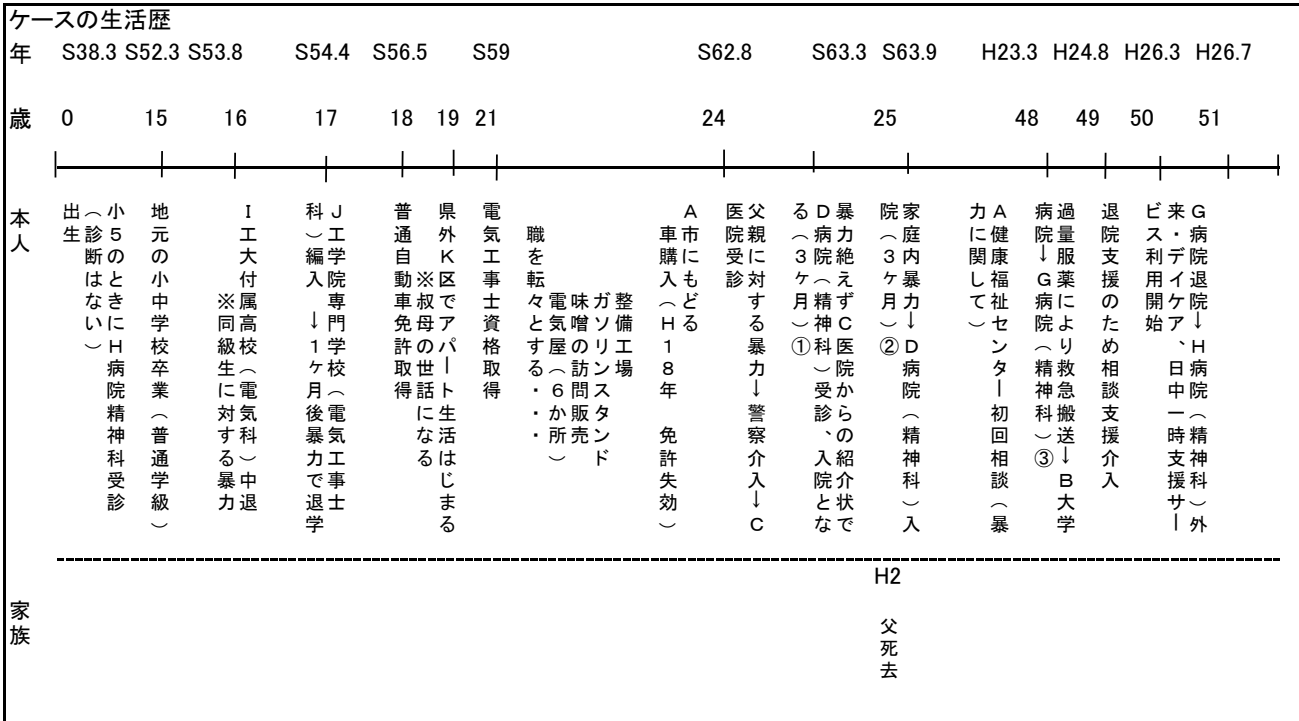 ケースの生活歴
年 S38.3 S52.3 S53.8 S54.4 S56.5 S59 S62.8 S63.3 S63.9 H23.3 H24.8 H26.3 H26.7
歳 0 15 16 17 18 19 21 24 25 48 49 50 51
本人
出生
(診断はない)
小5のときにH病院精神科受診
地元の小中学校卒業(普通学級)
※同級生に対する暴力
I工大付属高校(電気科)中退
J工学院専門学校(電気工事士
科)編入 →1ヶ月後暴力で退学
普通自動車免許取得
県外K区でアパート生活はじまる
※叔母の世話になる
電気工事士資格取得
職を転々とする・・・
電気屋(6か所)
味噌の訪問販売
ガソリンスタンド
整備工場
A市にもどる
車購入(H18年 免許失効)
父親に対する暴力→警察介入→C
医院受診
暴力絶えずC医院からの紹介状で
D病院(精神科)受診、入院とな
る(3ヶ月)①
家庭内暴力→D病院(精神科)入
院(3ヶ月)②
A健康福祉センター初回相談(暴
力に関して)
過量服薬により救急搬送→B大学
病院→G病院(精神科)③
退院支援のため相談支援介入
G病院退院→H病院(精神科)外
来・デイケア、日中一時支援サー
ビス利用開始
家族
H2
父死去